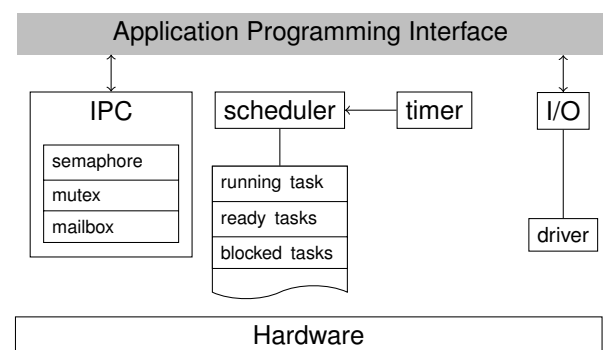 Application Programming Interface
IPC
semaphore
mutex
mailbox
scheduler
timer
running task
ready tasks
blocked tasks
I/O
driver
Hardware